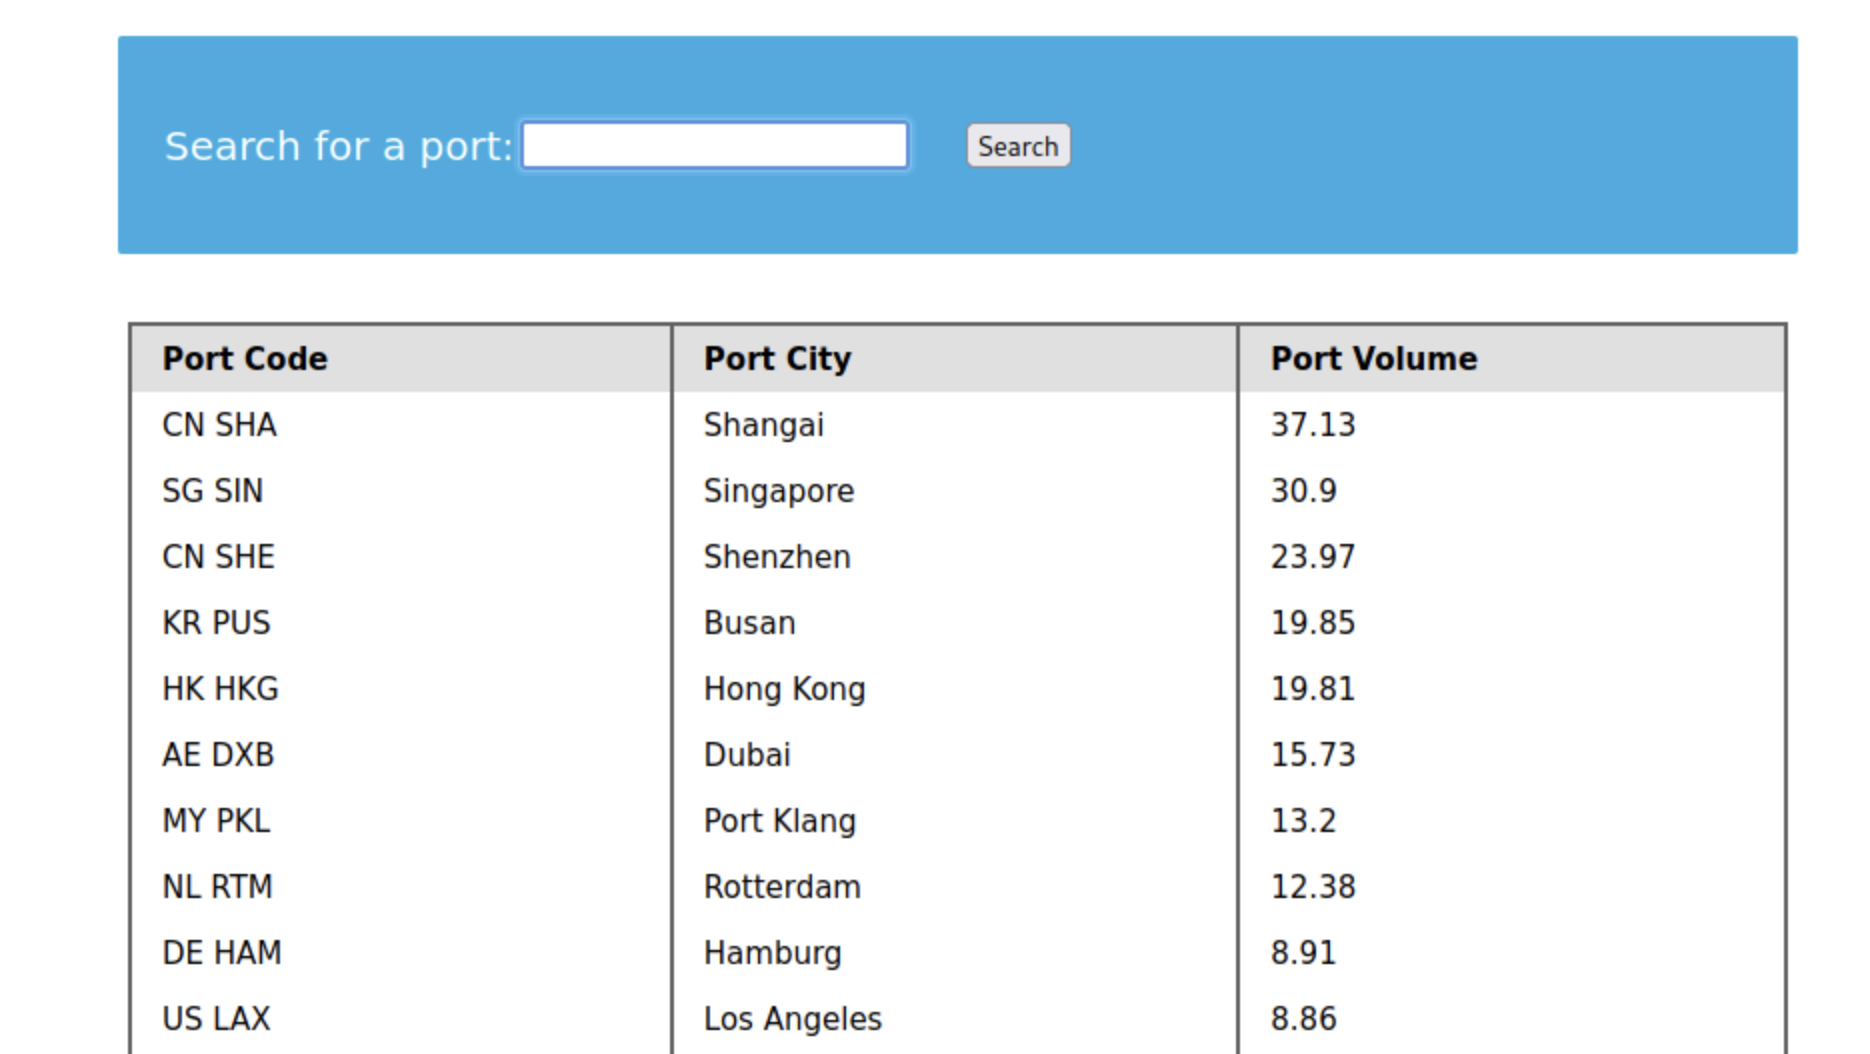 Search for a port: Search
Port Code Port City Port Volume
CN SHA Shangai 37.13
SG SIN Singapore 30.9
CN SHE Shenzhen 23.97
KR PUS Busan 19.85
HK HKG Hong Kong 19.81
AE DXB Dubai 15.73
MY PKL Port Klang 13.2
NL RTM Rotterdam 12.38
DE HAM Hamburg 8.91
US LAX Los Angeles 8.86